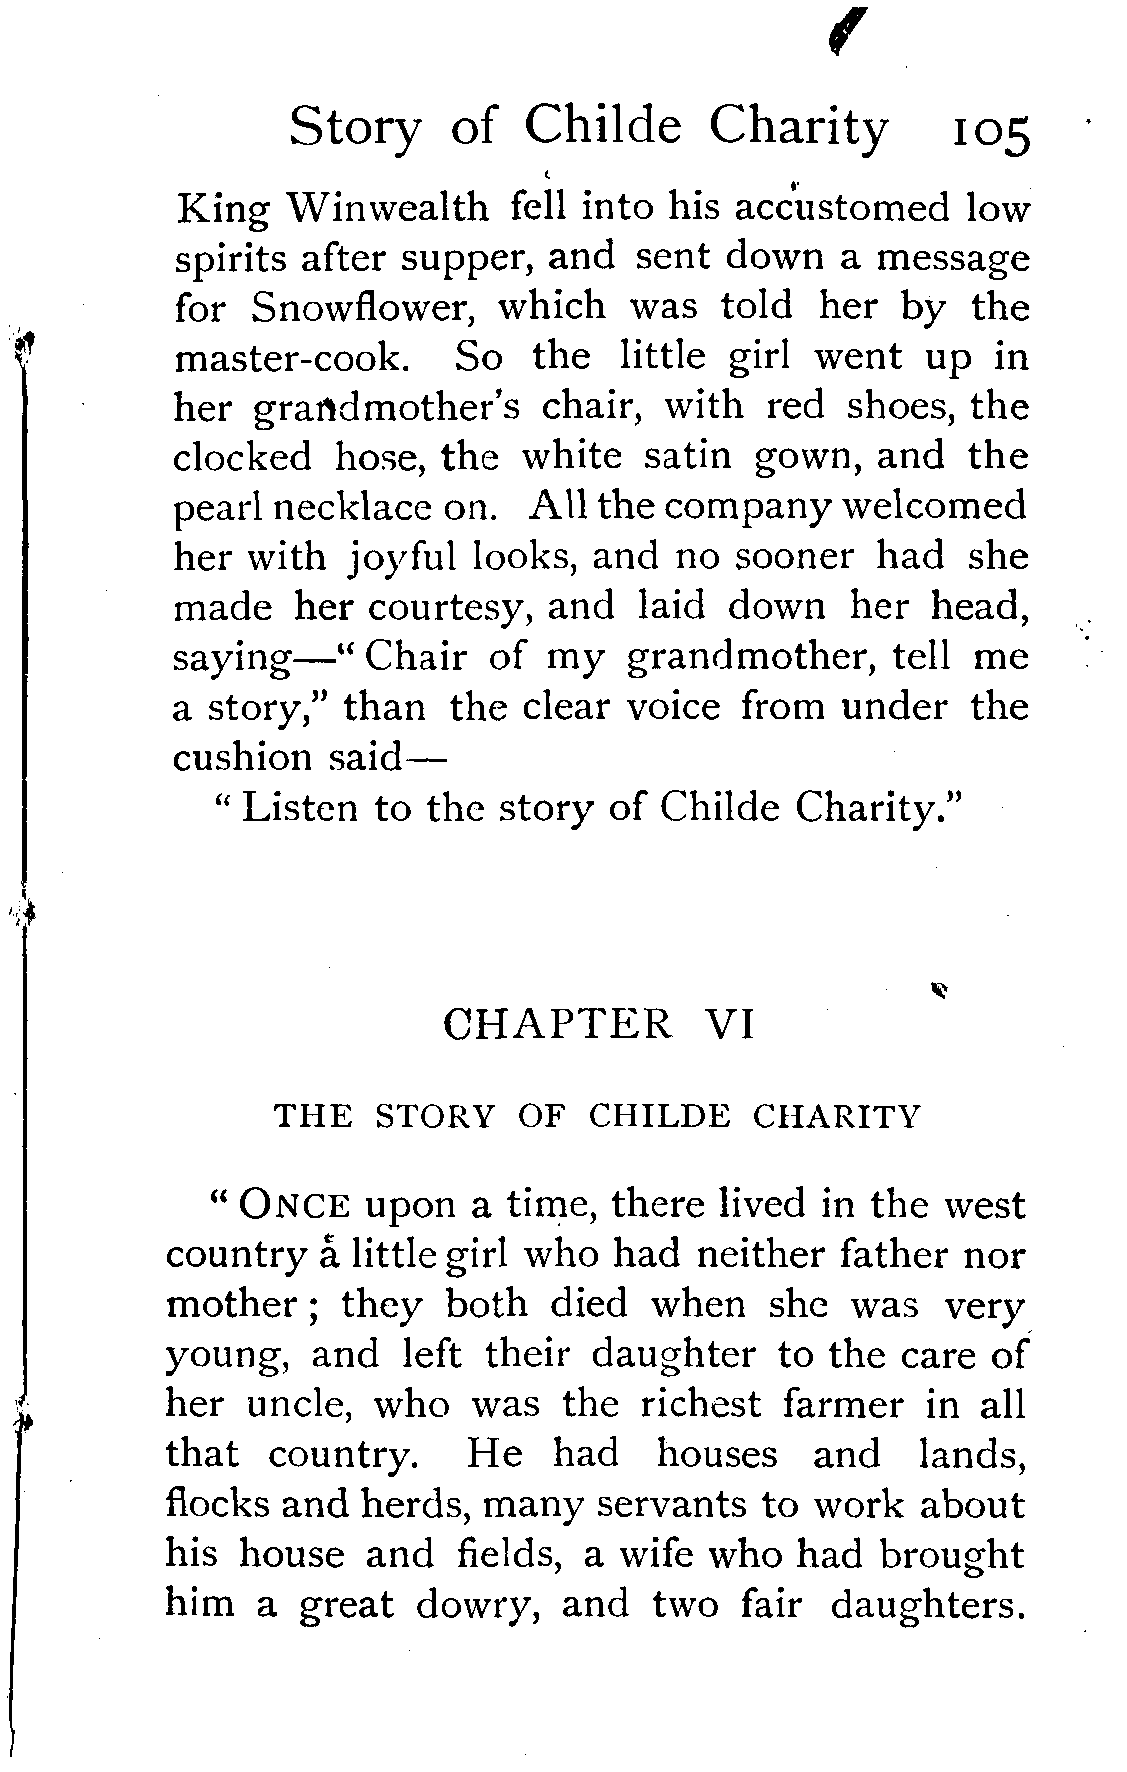 Story of Childe Charity 105
King Winwealth fell into his accustomed low
spirits after supper, and sent down a message
for Snowflower, which was told her by the
master-cook. So the little girl went up in
her grandmother's chair, with red shoes, the
clocked hose, the white satin gown, and the
pearl necklace on. All the company welcomed
her with joyful looks, and no sooner had she
made her courtesy, and laid down her head,
saying—“ Chair of my grandmother, tell me
a story,” than the clear voice from under the
cushion said—
“ Listen to the story of Childe Charity.”
CHAPTER VI
THE STORY OF CHILDE CHARITY
“ ONCE upon a time, there lived in the west
country a little girl who had neither father nor
mother ; they both died when she was very
young, and left their daughter to the care of
her uncle, who was the richest farmer in all
that country. He had houses and lands,
flocks and herds, many servants to work about
his house and fields, a wife who had brought
him a great dowry, and two fair daughters.